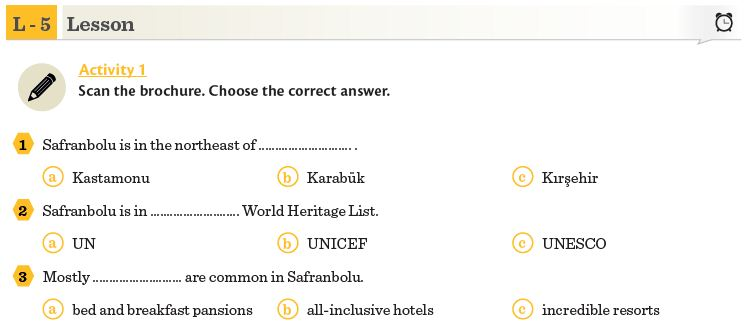 L - 5 Lesson
Activity 1
Scan the brochure. Choose the correct answer.
1 Safranbolu is in the northeast of ............................ .
a Kastamonu b Karabük c Kırşehir
2 Safranbolu is in ........................... World Heritage List.
a UN b UNICEF c UNESCO
3 Mostly ........................... are common in Safranbolu.
a bed and breakfast pansions b all-inclusive hotels c incredible resorts